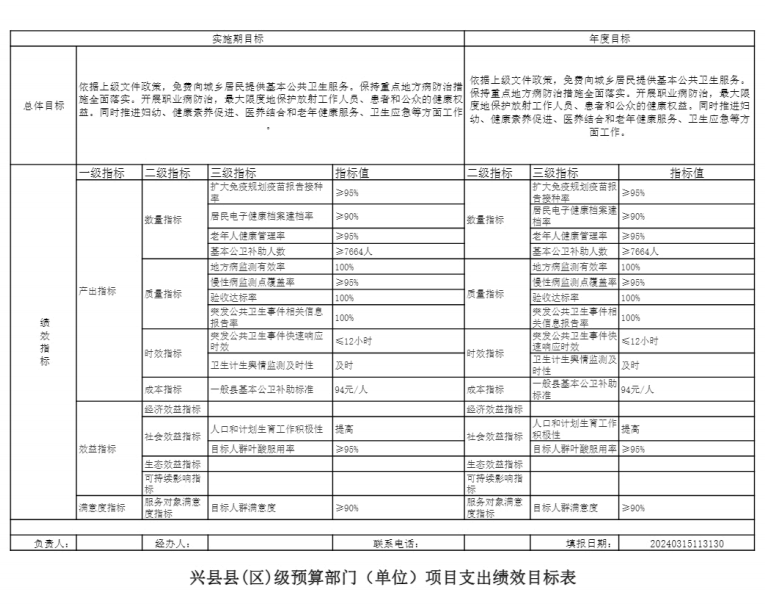 实施期目标 年度目标
总体目标
依据上级文件政策，免费向城乡居民提供基本公共卫生服务，保持重点地方病防治措
施全面落实。开展职业病防治，最大限度地保护放射工作人员、患者和公众的健康权
益。同时推进妇幼、健康素养促进、医养结合和老年健康服务、卫生应急等方面工作
。
依据上级文件政策，免费向城乡居民提供基本公共卫生服务。
保持重点地方病防治措施全面落实。开展职业病防治，最大限
度地保护放射工作人员、患者和公众的健康权益。同时推进妇
幼、健康素养促进、医养结合和老年健康服务、卫生应急等方
面工作。
绩
效
指
标
一级指标 二级指标 三级指标 指标值 二级指标 三级指标 指标值
产出指标
数量指标
扩大免疫规划疫苗报告接种
率
≥95%
数量指标
扩大免疫规划疫苗报
告接种率
≥95%
居民电子健康档案建档率 ≥90%
居民电子健康档案建
档率
≥90%
老年人健康管理率 ≥95% 老年人健康管理率 ≥95%
基本公卫补助人数 ≥7664人 基本公卫补助人数 ≥7664人
质量指标
地方病监测有效率 100%
质量指标
地方病监测有效率 100%
慢性病监测点覆盖率 ≥95% 慢性病监测点覆盖率 ≥95%
验收达标率 100% 验收达标率 100%
突发公共卫生事件相关信息
报告率
100%
突发公共卫生事件相
关信息报告率
100%
时效指标
突发公共卫生事件快速响应
时效
≤12小时
时效指标
突发公共卫生事件快
速响应时效
≤12小时
卫生计生舆情监测及时性 及时
卫生计生舆情监测及
时性
及时
成本指标 一般县基本公卫补助标准 94元/人 成本指标
一般县基本公卫补助
标准
94元/人
效益指标
经济效益指标 经济效益指标
社会效益指标
人口和计划生育工作积极性 提高
社会效益指标
人口和计划生育工作
积极性
提高
目标人群叶酸服用率 ≥95% 目标人群叶酸服用率 ≥95%
生态效益指标 生态效益指标
可持续影响指
标
可持续影响指
标
满意度指标
服务对象满意
度指标
目标人群满意度 ≥90%
服务对象满意
度指标
目标人群满意度 ≥90%
负责人： 经办人： 联系电话： 填报日期： 20240315113130
兴县县(区)级预算部门（单位）项目支出绩效目标表